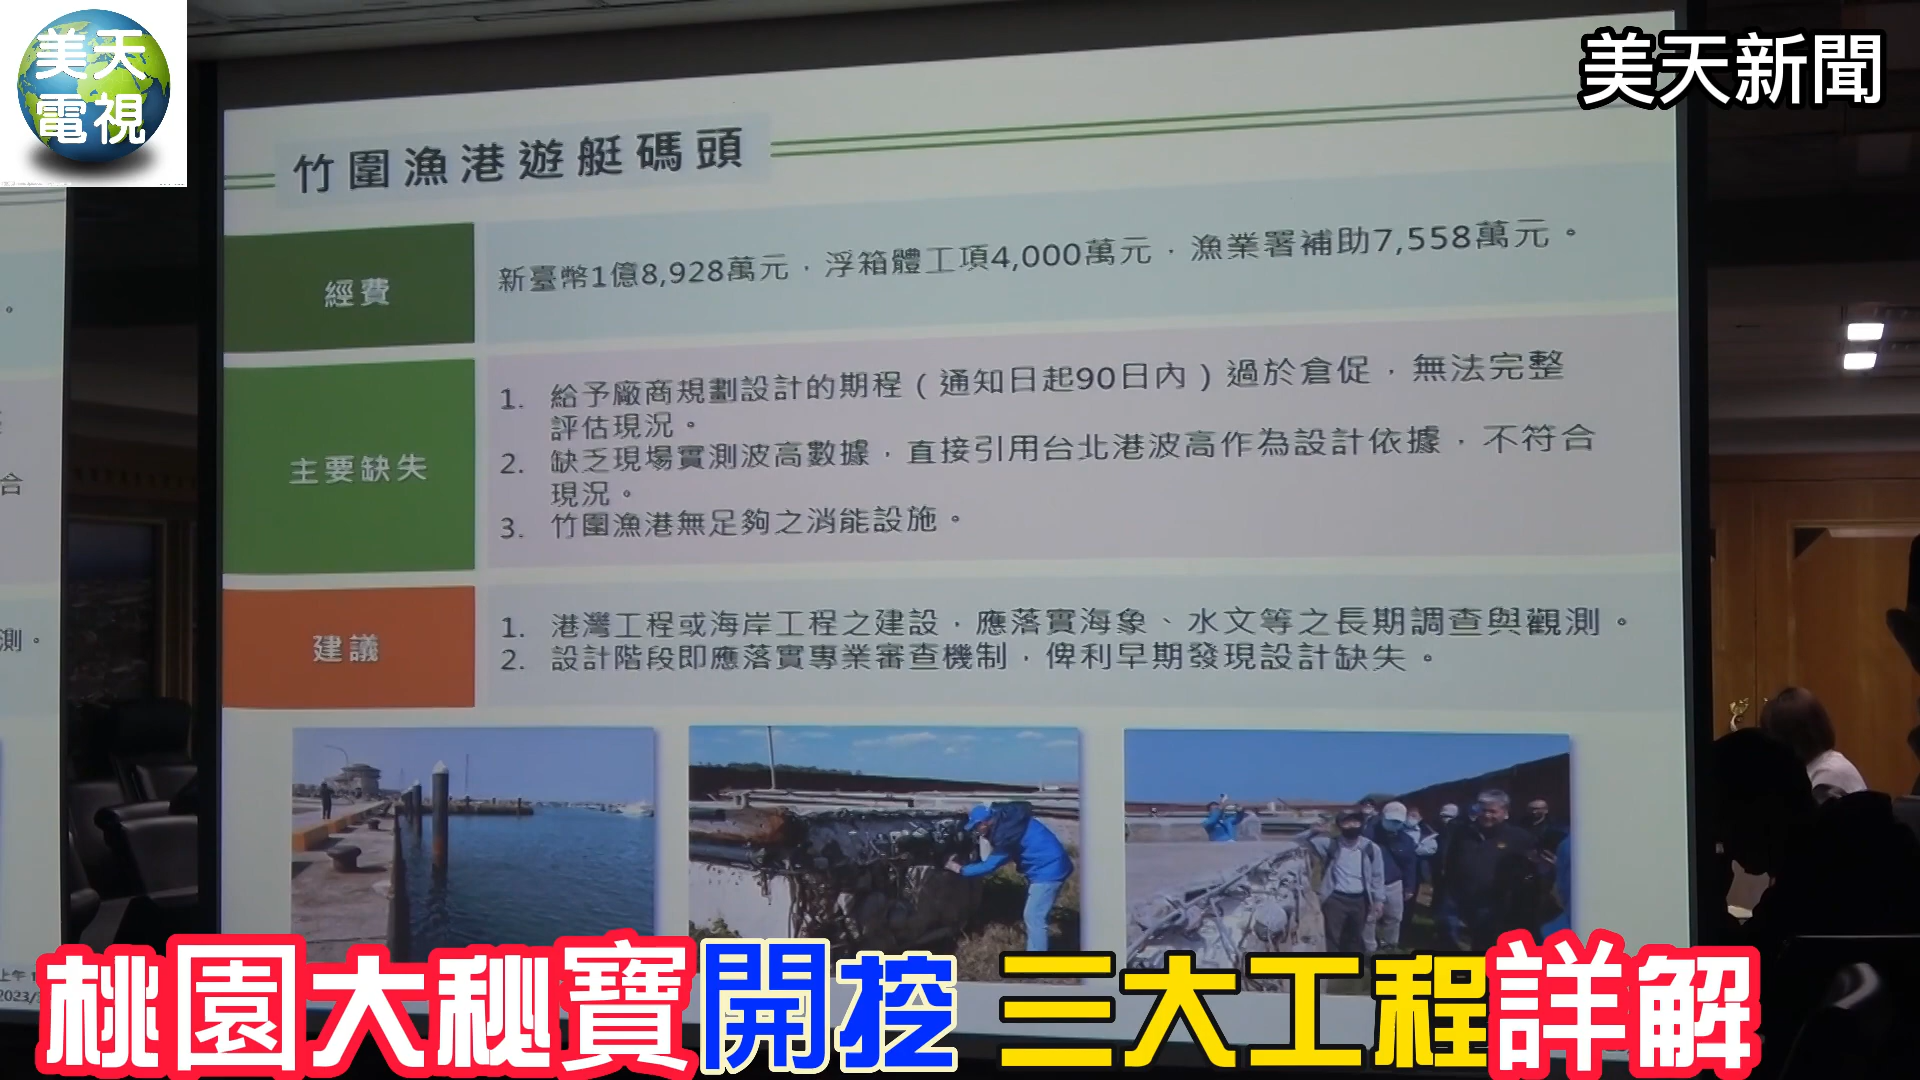 美天
電視
美天新聞
竹圍漁港遊艇碼頭
經費
新臺幣1億8,928萬元，浮箱體工項4,000萬元，漁業署補助7,558萬元。
主要缺失
1. 給予廠商規劃設計的期程（通知日起90日內）過於倉促，無法完整
評估現況。
2. 缺乏現場實測波高數據，直接引用台北港波高作為設計依據，不符合
現況。
3. 竹圍漁港無足夠之消能設施。
建議
1. 港灣工程或海岸工程之建設，應落實海象、水文等之長期調查與觀測。
2. 設計階段即應落實專業審查機制，俾利早期發現設計缺失。
合
測。
上午
2023/
桃園大秘寶開挖 三大工程詳解